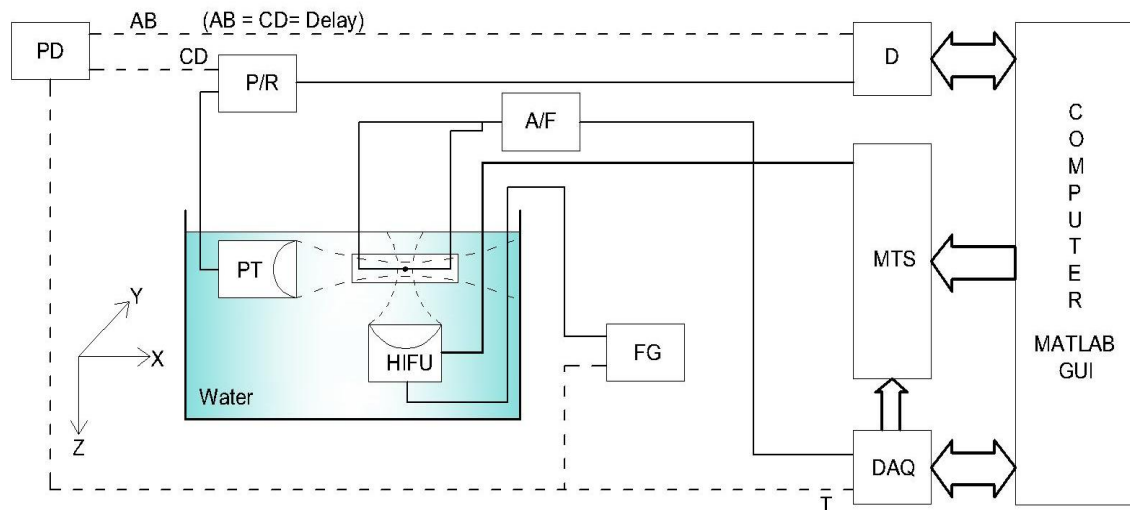 AB (AB = CD= Delay)
PD
CD
P/R
D
A/F
C
O
M
P
U
T
E
R
MATLAB
GUI
MTS
PT
Y
X
Z
HIFU
FG
Water
DAQ
T